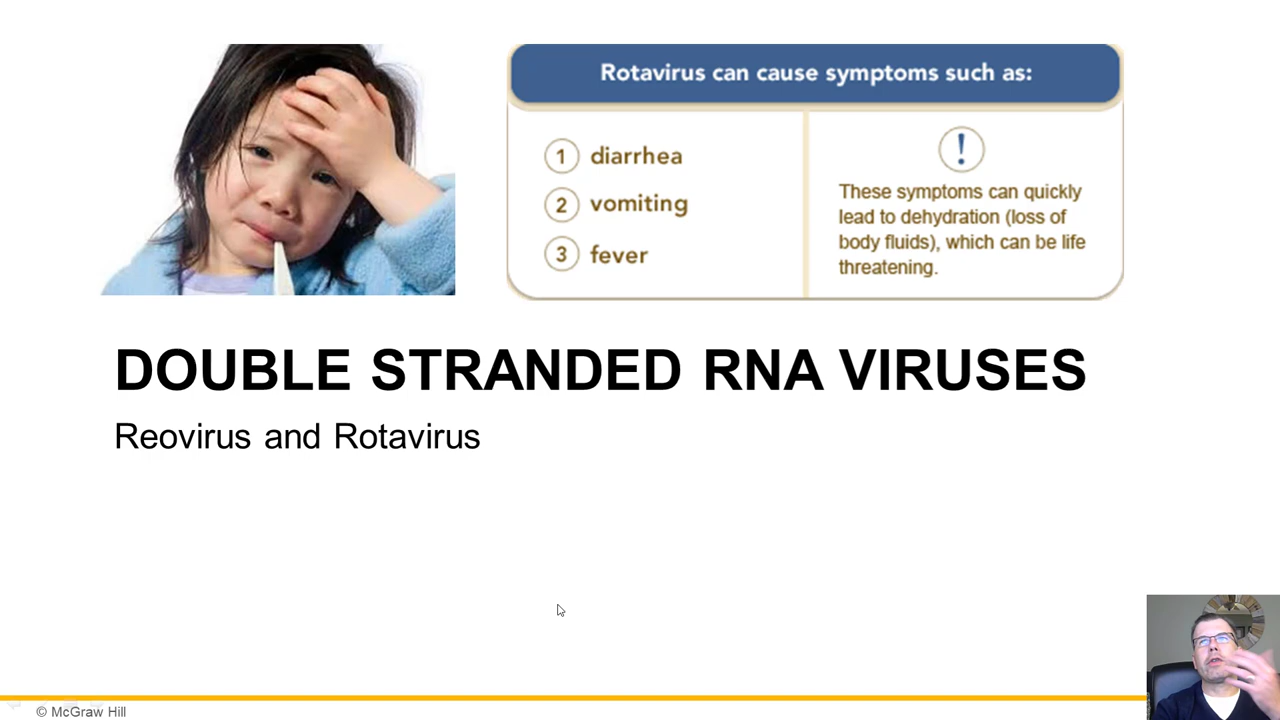 Rotavirus can cause symptoms such as:
1 diarrhea
2 vomiting
3 fever
!
These symptoms can quickly
lead to dehydration (loss of
body fluids), which can be life
threatening.
DOUBLE STRANDED RNA VIRUSES
Reovirus and Rotavirus
© McGraw Hill